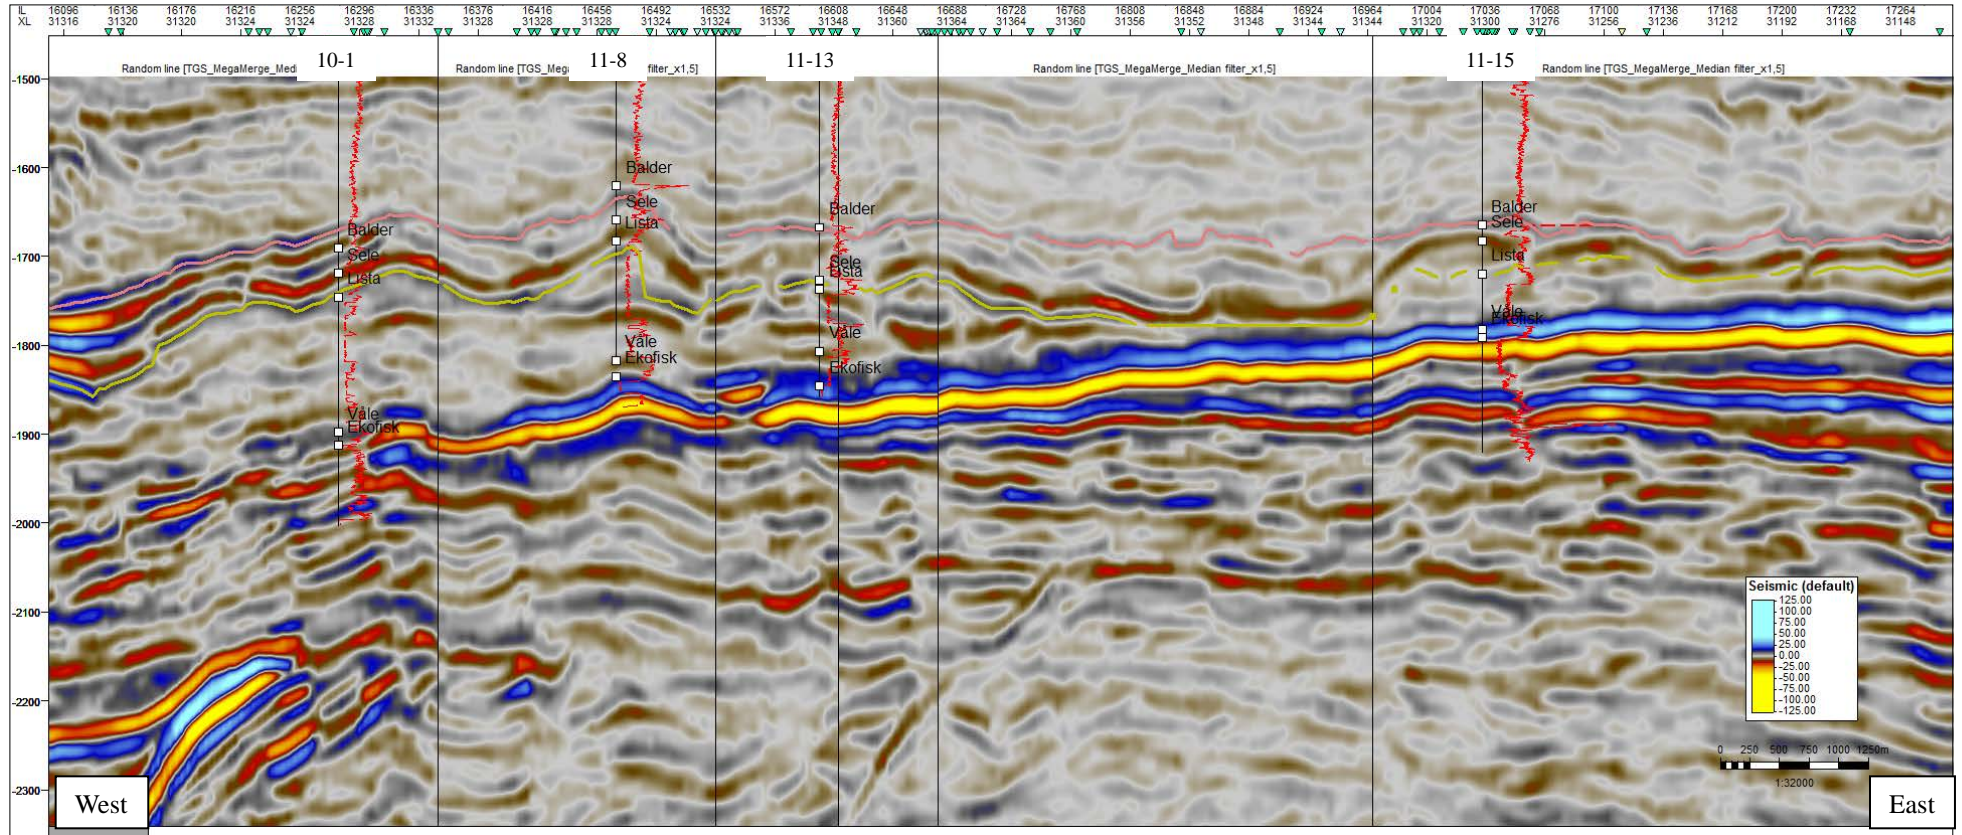 IL 16096 16136 16176 16216 16256 16296 16336 16376 16416 16456 16492 16532 16572 16608 16648 16688 16728 16768 16808 16848 16884 16924 16964 17004 17036 17068 17100 17136 17168 17200 17232 17264
XL 31316 31320 31320 31324 31324 31328 31332 31328 31328 31328 31324 31324 31336 31348 31360 31364 31364 31360 31356 31348 31344 31344 31344 31320 31300 31276 31256 31236 31212 31192 31168 31148
10-1 11-8 11-13 11-15
Random line [TGS_MegaMerge_Medi
Random line [TGS_Mega
filter_x1,5]
Random line [TGS_MegaMerge_Median filter_x1,5]
Random line [TGS_MegaMerge_Median filter_x1,5]
-1500
-1600
-1700
-1800
-1900
-2000
-2100
-2200
-2300
Balder
Sele
Lista
Våle
Ekofisk
Balder
Sele
Lista
Våle
Ekofisk
Balder
Sele
Lista
Våle
Ekofisk
Balder
Sele
Lista
Våle
Ekofisk
Seismic (default)
125.00
100.00
75.00
50.00
25.00
0.00
-25.00
-50.00
-75.00
-100.00
-125.00
0 250 500 750 1000 1250m
1:32000
West
East